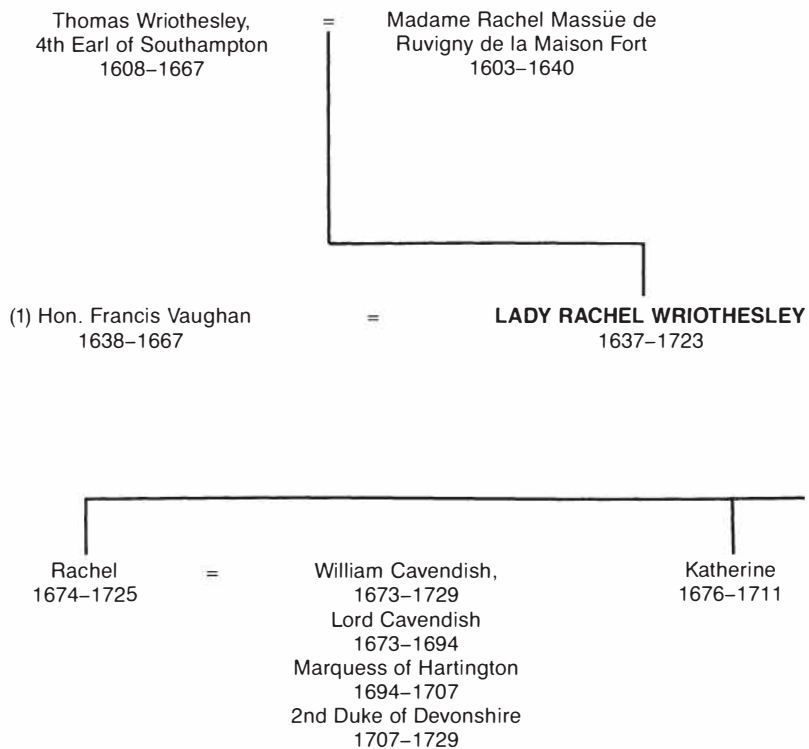 Thomas Wriothesley,
4th Earl of Southampton
1608–1667
=
Madame Rachel Massüe de
Ruvigny de la Maison Fort
1603–1640
(1) Hon. Francis Vaughan
1638–1667
=
LADY RACHEL WRIOTHESLEY
1637–1723
Rachel
1674–1725
=
William Cavendish,
1673–1729
Lord Cavendish
1673–1694
Marquess of Hartington
1694–1707
2nd Duke of Devonshire
1707–1729
Katherine
1676–1711